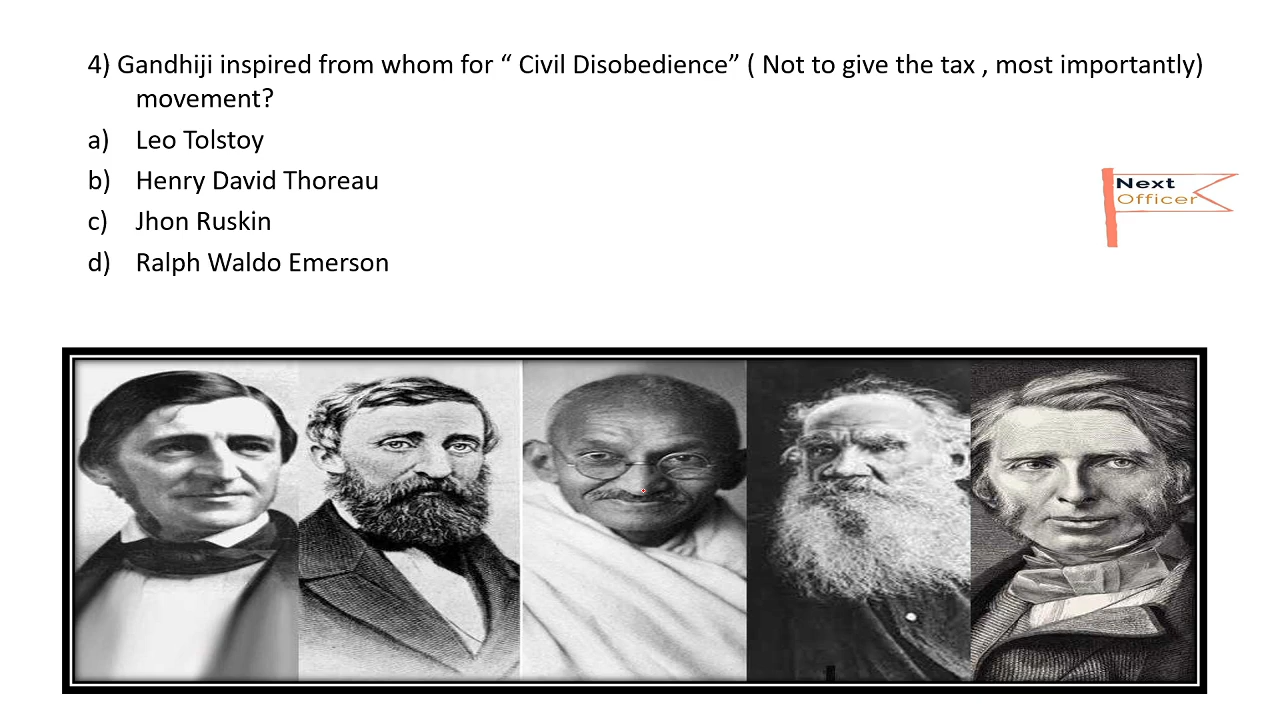 4) Gandhiji inspired from whom for “ Civil Disobedience” ( Not to give the tax , most importantly)
movement?
a) Leo Tolstoy
b) Henry David Thoreau
c) Jhon Ruskin
d) Ralph Waldo Emerson
Next
Officer